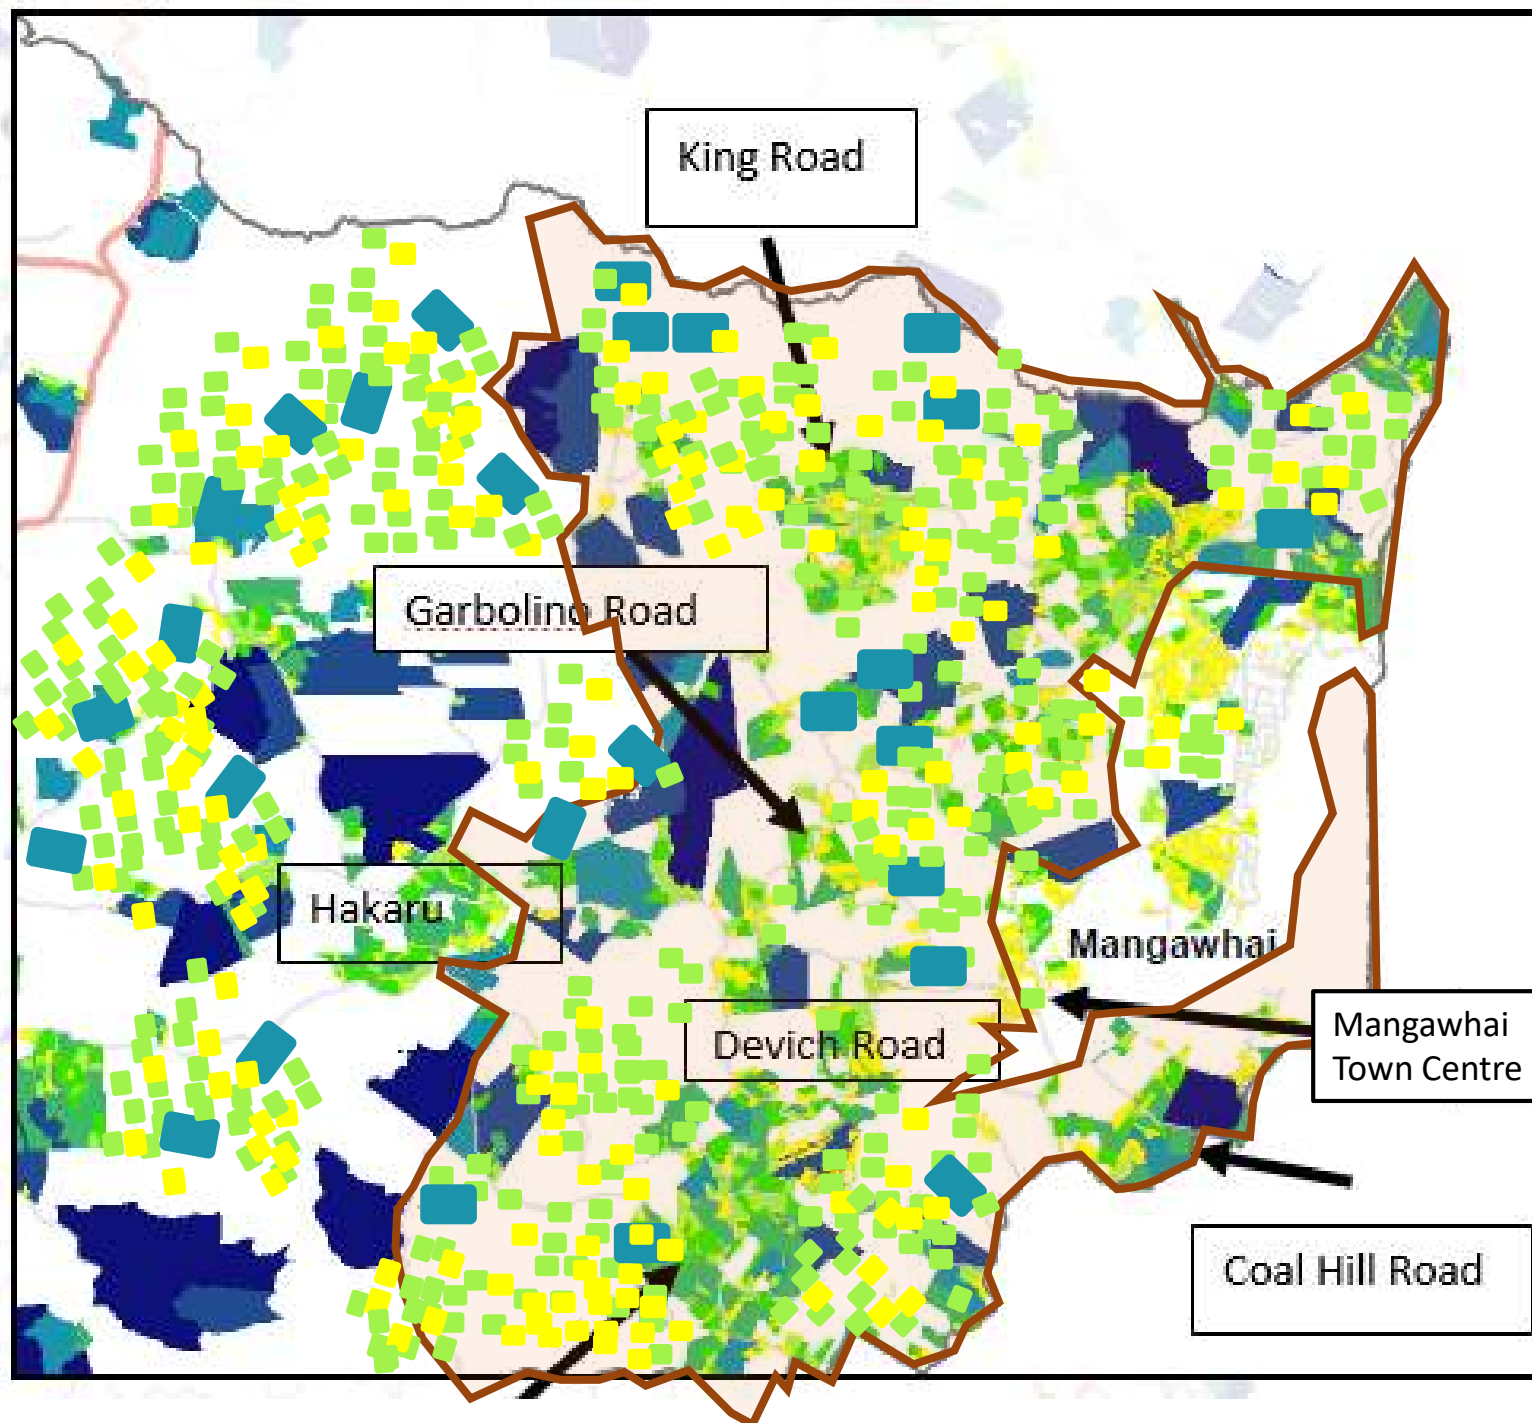 King Road
Garbolino Road
Hakaru
Mangawhai
Devich Road
Mangawhai
Town Centre
Coal Hill Road